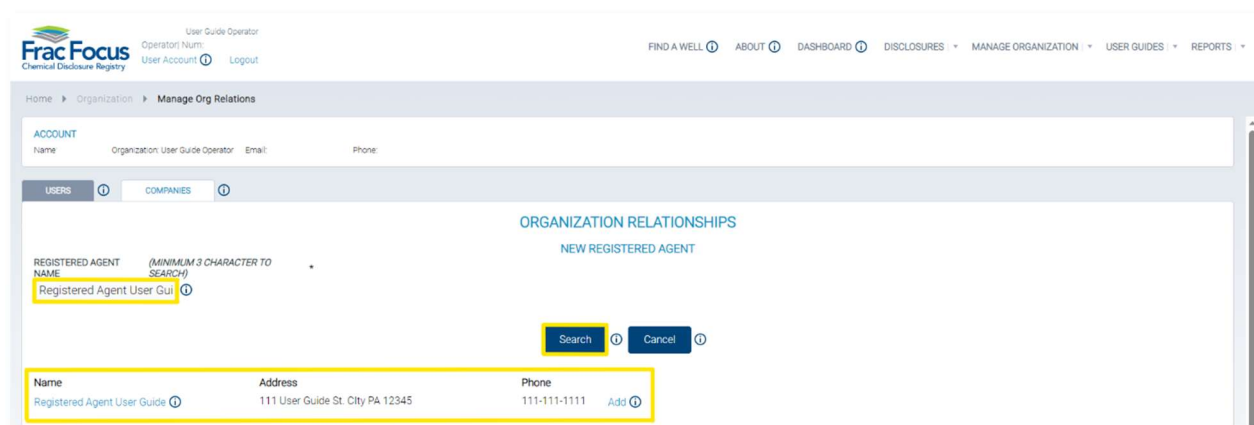 User Guide Operator
Frac Focus
Chemical Disclosure Registry
Operator| Num:
User Account Logout
FIND A WELL ABOUT DASHBOARD DISCLOSURES | MANAGE ORGANIZATION | USER GUIDES | REPORTS |
Home Organization Manage Org Relations
ACCOUNT
Name Organization: User Guide Operator Email: Phone:
USERS COMPANIES
ORGANIZATION RELATIONSHIPS
NEW REGISTERED AGENT
REGISTERED AGENT (MINIMUM 3 CHARACTER TO
NAME SEARCH) *
Registered Agent User Gui
Search Cancel
Name Address Phone
Registered Agent User Guide 111 User Guide St. CIty PA 12345 111-111-1111 Add